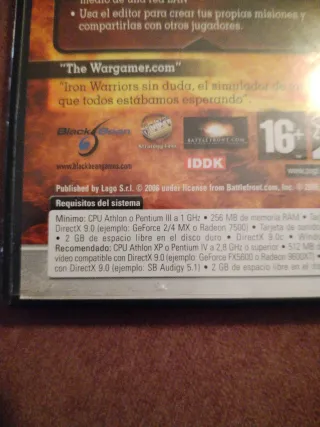 medio de una red LAN
• Usa el editor para crear tus propias misiones y
compartirlas con otros jugadores.
"The Wargamer.com"
"Iron Warriors sin duda, el simulador de
que todos estábamos esperando"
Black Bean
www.blackbeangames.com
BATTLEFRONT.COM
IDDK
16+
Published by Lago S.r.l. © 2006 under license from Battlefront.com, Inc. ©
Requisitos del sistema
Mínimo: CPU Athlon o Pentium III a 1 GHz • 256 MB de memoria RAM •
DirectX 9.0 (ejemplo: GeForce 2/4 MX o Radeon 7500) • Tarjeta de sonido
• 2 GB de espacio libre en el disco duro • DirectX 9.0c •
Recomendado: CPU Athlon XP o Pentium IV a 2,8 GHz o superior • 512 MB
vídeo compatible con DirectX 9.0 (ejemplo: GeForce FX5600 o Radeon 9600XT) •
con DirectX 9.0 (ejemplo: SB Audigy 5.1) • 2 GB de espacio libre en el